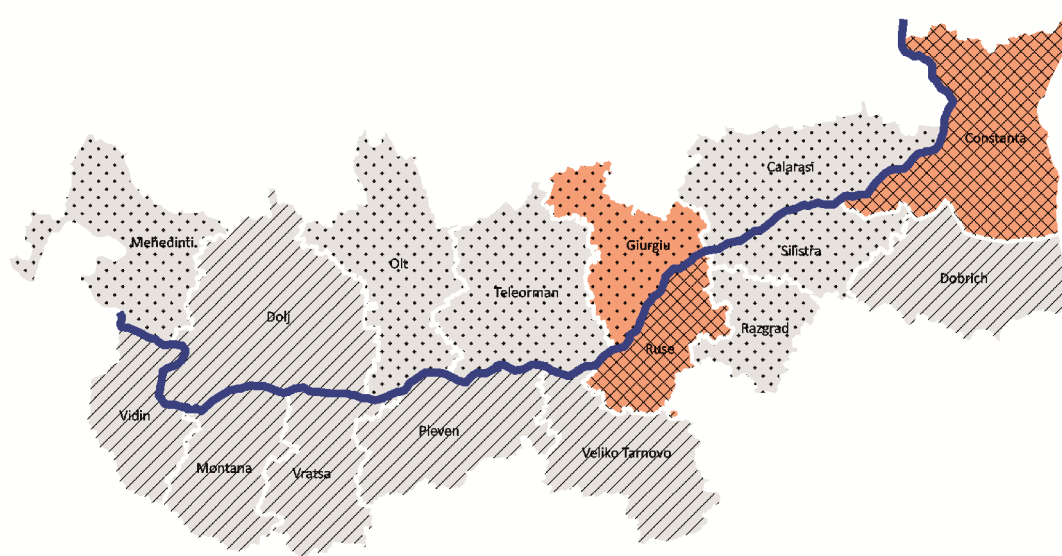 Constanta
Calarasi
Mehedinti
Giurgiu
Silistra
Olt
Dobrich
Teleorman
Dolj
Razgrad
Ruse
Vidin
Pleven
Veliko Tarnovo
Montana
Vratsa